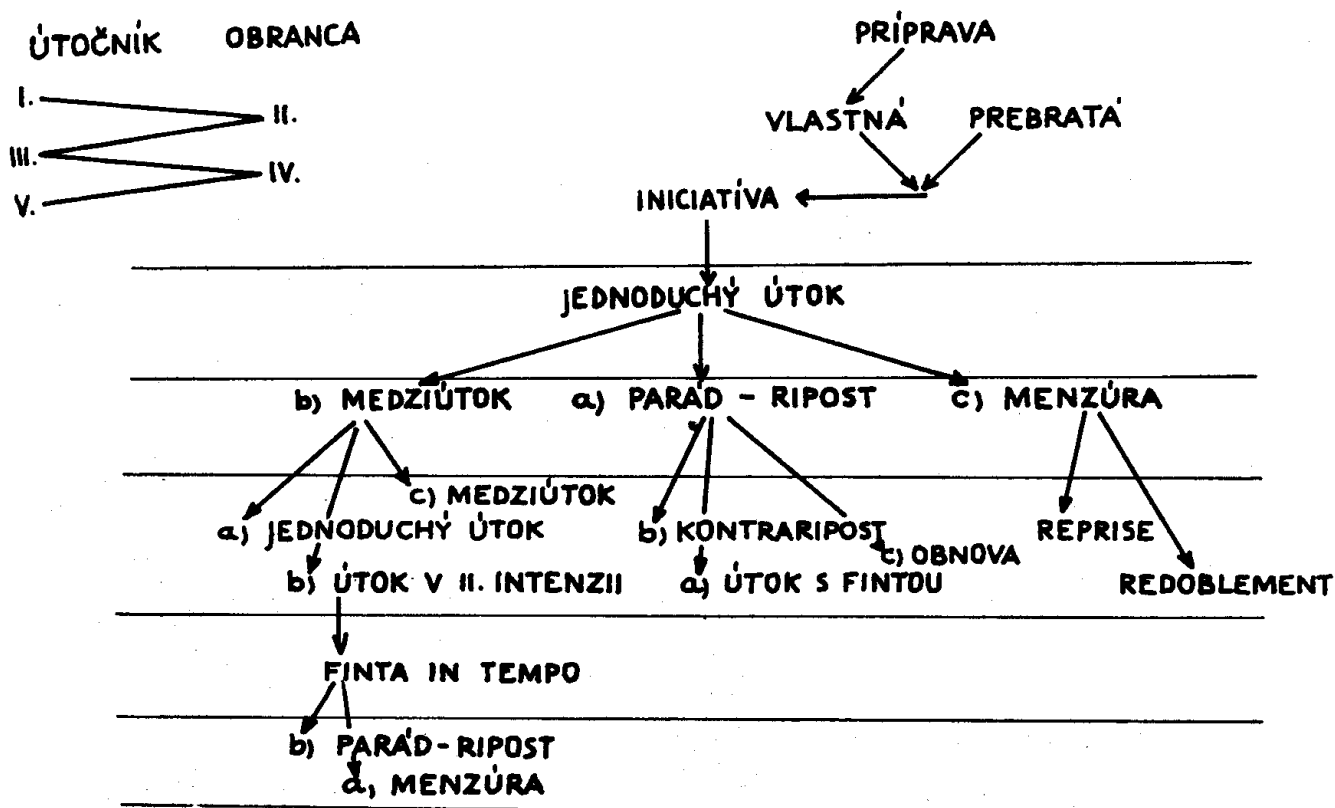 ÚTOČNÍK OBRANCA
I.
II.
III.
IV.
V.
PRÍPRAVA
VLASTNÁ PREBRATÁ
INICIATÍVA
JEDNODUCHÝ ÚTOK
b) MEDZIÚTOK a) PARÁD - RIPOST c) MENZÚRA
c) MEDZIÚTOK
a) JEDNODUCHÝ ÚTOK b) KONTRARIPOST REPRISE
c) OBNOVA
b) ÚTOK V II. INTENZII a) ÚTOK S FINTOU REDOBLEMENT
FINTA IN TEMPO
b) PARÁD-RIPOST
a, MENZÚRA